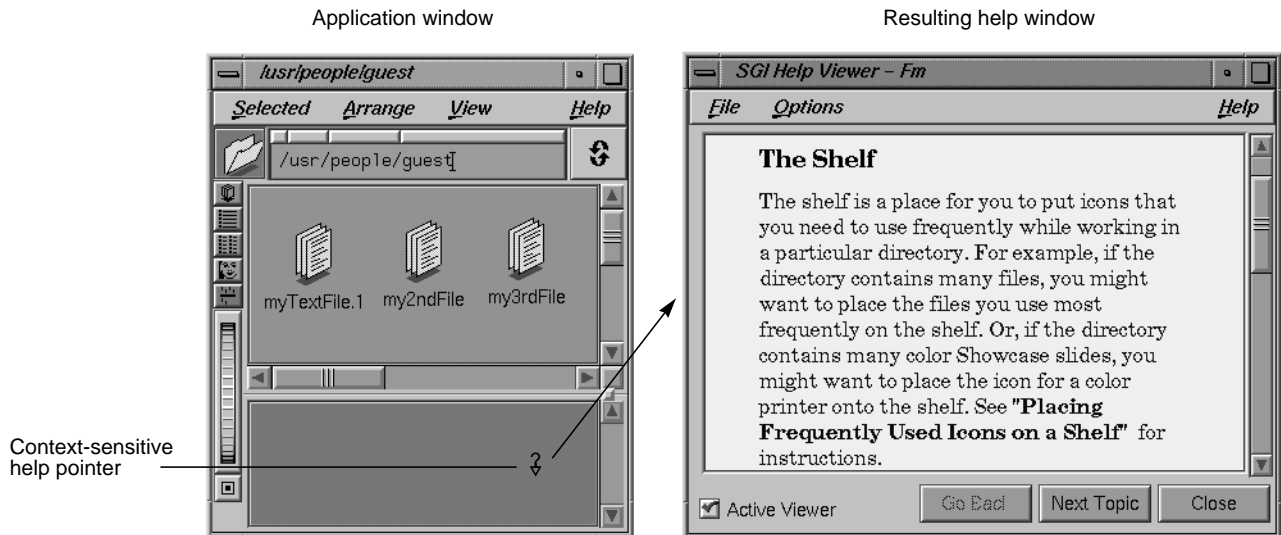 Application window
Resulting help window
/usr/people/guest
Selected Arrange View Help
/usr/people/guest
myTextFile.1 my2ndFile my3rdFile
Context-sensitive
help pointer
?
SGI Help Viewer – Fm
File Options Help
The Shelf
The shelf is a place for you to put icons that
you need to use frequently while working in
a particular directory. For example, if the
directory contains many files, you might
want to place the files you use most
frequently on the shelf. Or, if the directory
contains many color Showcase slides, you
might want to place the icon for a color
printer onto the shelf. See "Placing
Frequently Used Icons on a Shelf" for
instructions.
Active Viewer Go Back Next Topic Close